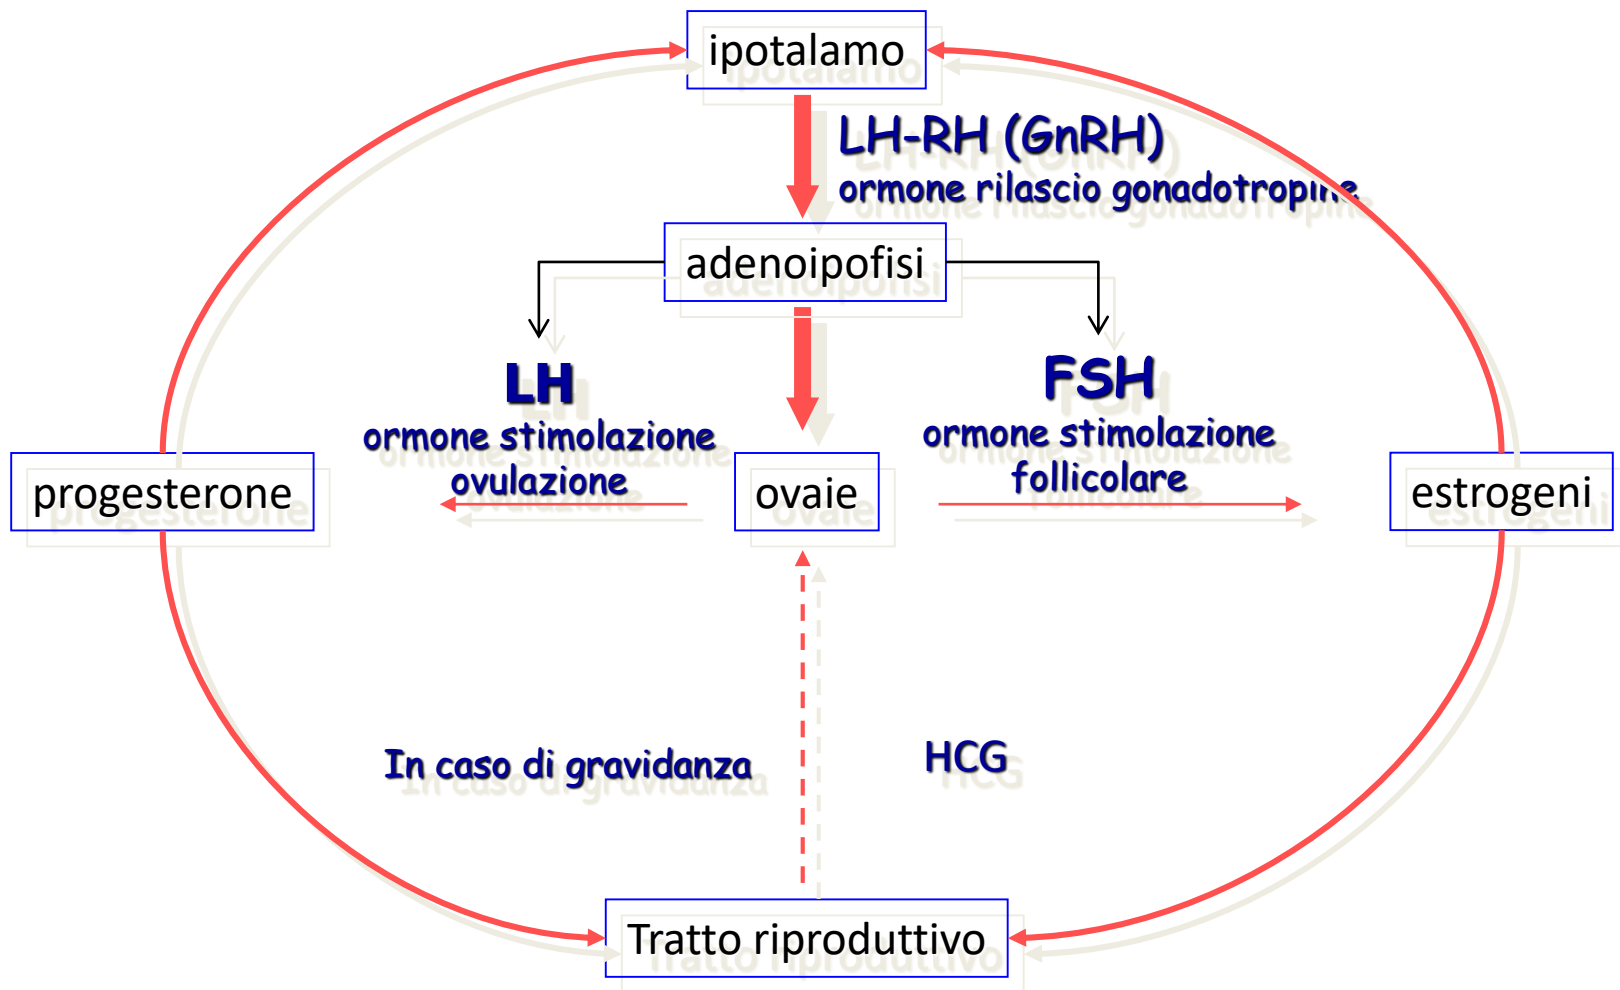 ipotalamo
LH-RH (GnRH)
ormone rilascio gonadotropine
adenoipofisi
LH
ormone stimolazione
ovulazione
FSH
ormone stimolazione
follicolare
progesterone
ovaie
estrogeni
In caso di gravidanza
HCG
Tratto riproduttivo